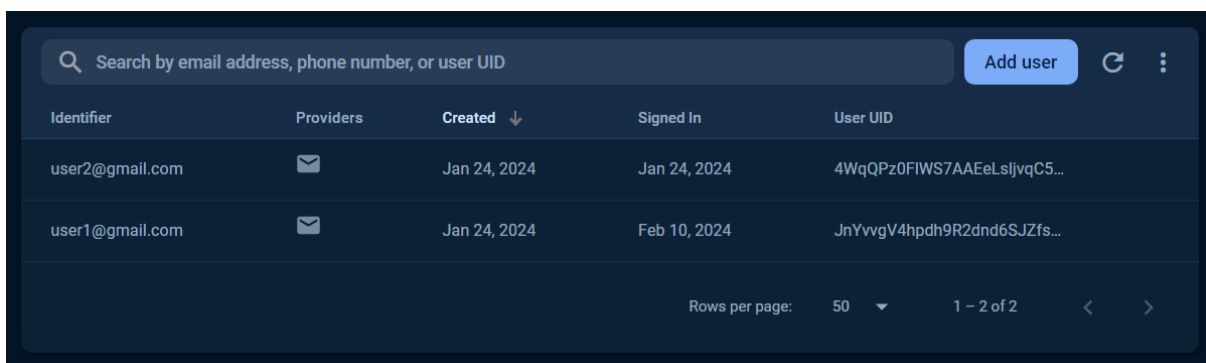 Search by email address, phone number, or user UID Add user
Identifier Providers Created Signed In User UID
user2@gmail.com Jan 24, 2024 Jan 24, 2024 4WqQPz0FlWS7AAEeLsljvqC5...
user1@gmail.com Jan 24, 2024 Feb 10, 2024 JnYvvgV4hpdh9R2dnd6SJZfs...
Rows per page: 50 1 – 2 of 2